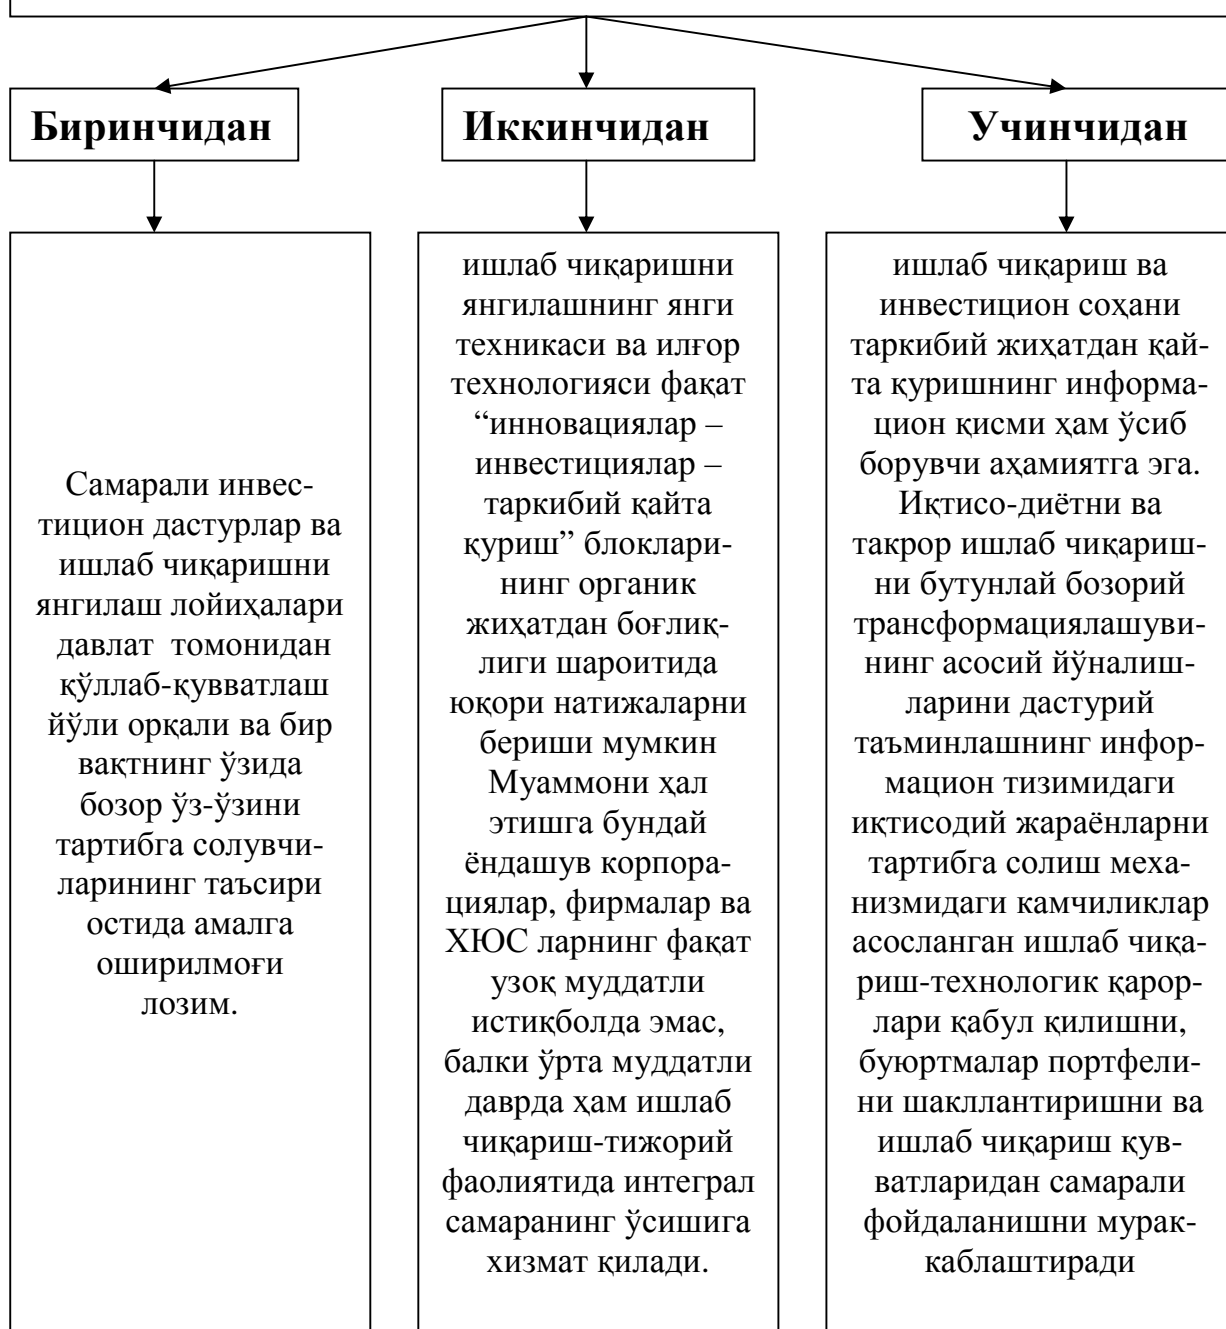 Биринчидан
Иккинчидан
Учинчидан
Самарали инвес-
тицион дастурлар ва
ишлаб чиқаришни
янгилаш лойиҳалари
давлат томонидан
қўллаб-қувватлаш
йўли орқали ва бир
вақтнинг ўзида
бозор ўз-ўзини
тартибга солувчи-
ларининг таъсири
остида амалга
оширилмоғи
лозим.
ишлаб чиқаришни
янгилашнинг янги
техникаси ва илғор
технологияси фақат
“инновациялар –
инвестициялар –
таркибий қайта
қуриш” блоклари-
нинг органик
жиҳатдан боғлиқ-
лиги шароитида
юқори натижаларни
бериши мумкин
Муаммони ҳал
этишга бундай
ёндашув корпора-
циялар, фирмалар ва
ХЮС ларнинг фақат
узоқ муддатли
истиқболда эмас,
балки ўрта муддатли
даврда ҳам ишлаб
чиқариш-тижорий
фаолиятида интеграл
самаранинг ўсишига
хизмат қилади.
ишлаб чиқариш ва
инвестицион соҳани
таркибий жиҳатдан қай-
та қуришнинг информа-
цион қисми ҳам ўсиб
борувчи аҳамиятга эга.
Иқтисо-диётни ва
такрор ишлаб чиқариш-
ни бутунлай бозорий
трансформациялашуви-
нинг асосий йўналиш-
ларини дастурий
таъминлашнинг инфор-
мацион тизимидаги
иқтисодий жараёнларни
тартибга солиш меха-
низмидаги камчиликлар
асосланган ишлаб чиқа-
риш-технологик қарор-
лари қабул қилишни,
буюртмалар портфели-
ни шакллантиришни ва
ишлаб чиқариш қув-
ватларидан самарали
фойдаланишни мурак-
каблаштиради